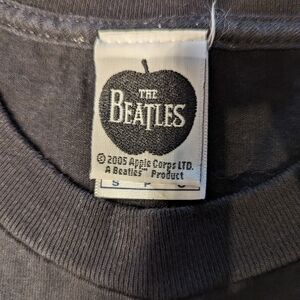 THE
BEATLES
© 2005 Apple Corps LTD.
A Beatles™ Product